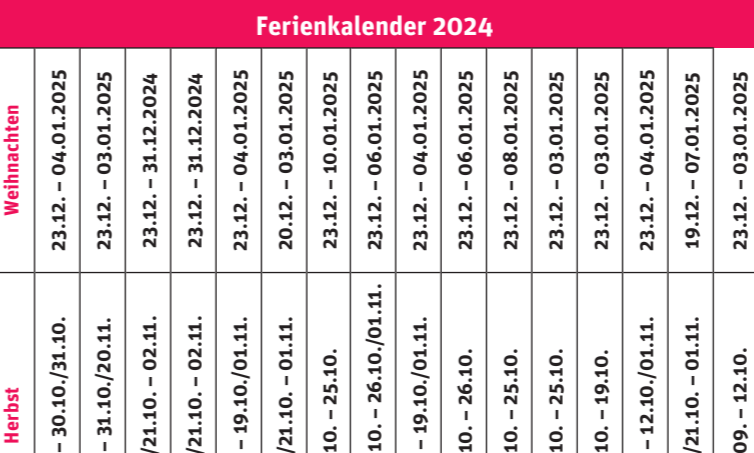 Ferienkalender 2024
Weihnachten
23.12. – 04.01.2025
23.12. – 03.01.2025
23.12. – 31.12.2024
23.12. – 31.12.2024
23.12. – 04.01.2025
20.12. – 03.01.2025
23.12. – 10.01.2025
23.12. – 06.01.2025
23.12. – 04.01.2025
23.12. – 06.01.2025
23.12. – 08.01.2025
23.12. – 03.01.2025
23.12. – 03.01.2025
23.12. – 04.01.2025
19.12. – 07.01.2025
23.12. – 03.01.2025
Herbst
– 30.10./31.10.
– 31.10./20.11.
/21.10. – 02.11.
/21.10. – 02.11.
– 19.10./01.11.
/21.10. – 01.11.
10. – 25.10.
10. – 26.10./01.11.
– 19.10./01.11.
10. – 26.10.
10. – 25.10.
10. – 25.10.
10. – 19.10.
– 12.10./01.11.
/21.10. – 01.11.
09. – 12.10.